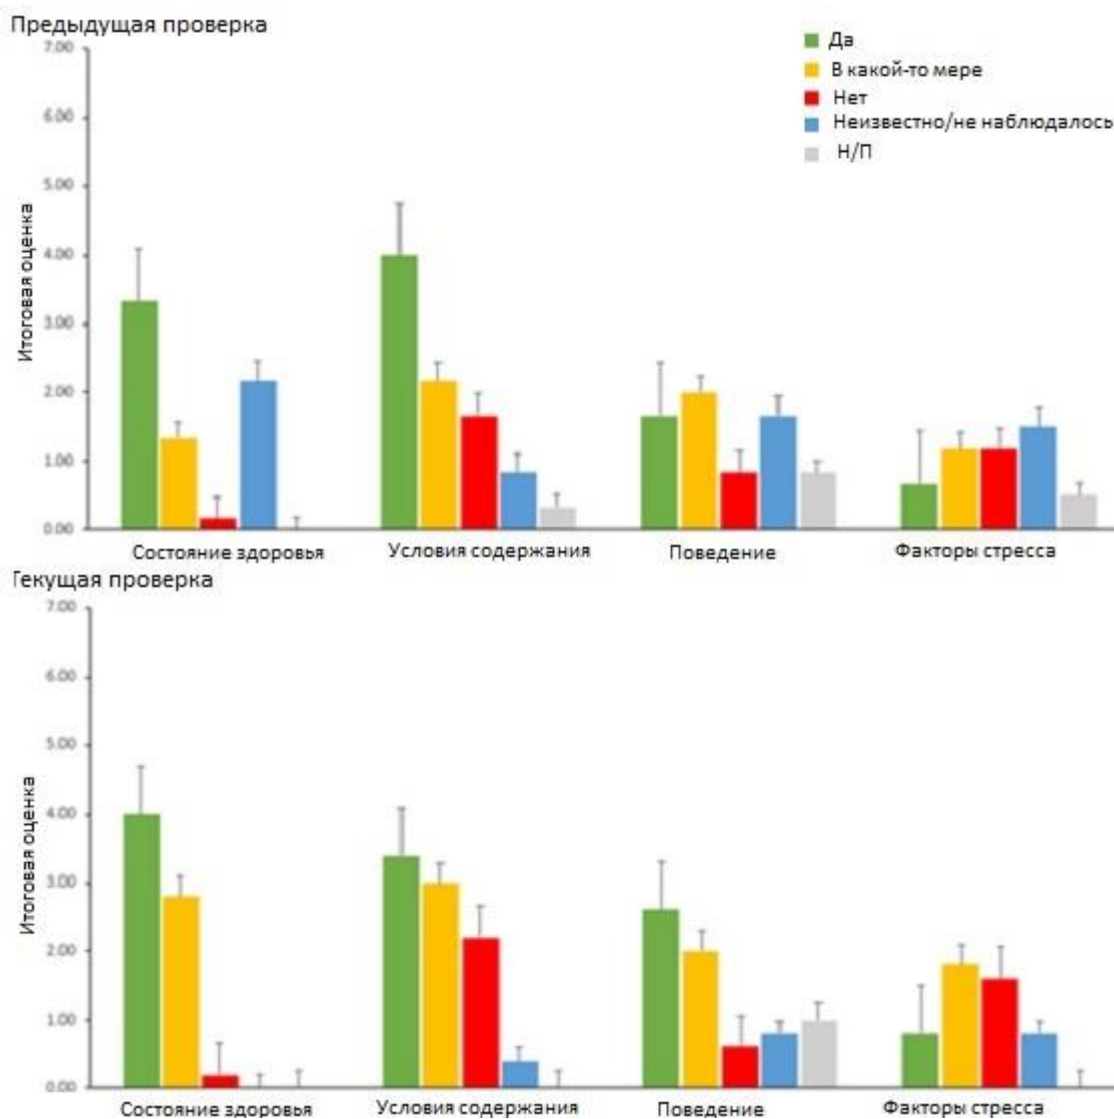 Предыдущая проверка
Да
В какой-то мере
Нет
Неизвестно/не наблюдалось
Н/П
Итоговая оценка
7.00
6.00
5.00
4.00
3.00
2.00
1.00
0.00
Состояние здоровья Условия содержания Поведение Факторы стресса
Текущая проверка
Итоговая оценка
7.00
6.00
5.00
4.00
3.00
2.00
1.00
0.00
Состояние здоровья Условия содержания Поведение Факторы стресса